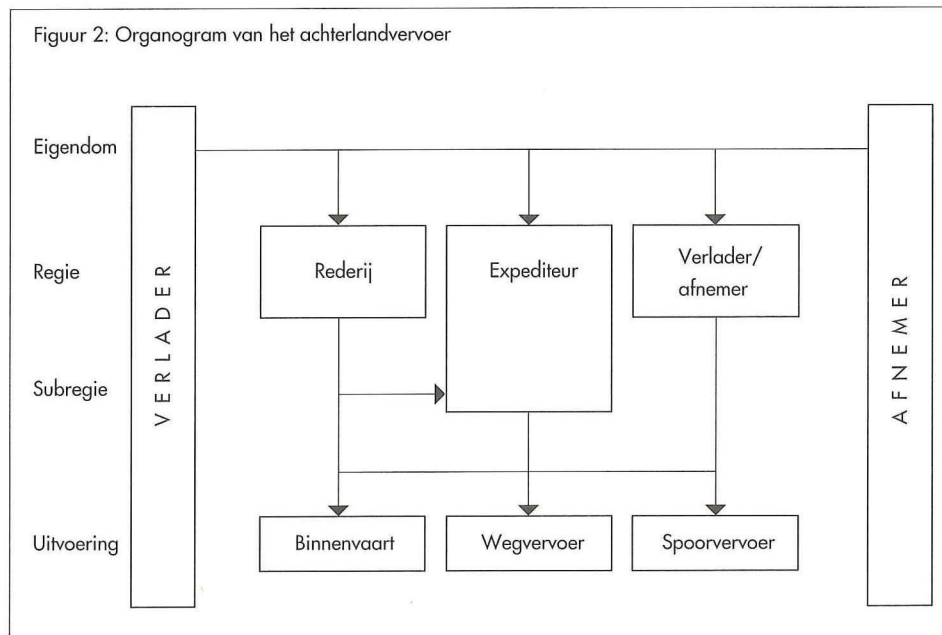 Figuur 2: Organogram van het achterlandvervoer
Eigendom
Regie
Subregie
Uitvoering
VERLADER
Rederij
Expediteur
Verlader/
afnemer
Binnenvaart
Wegvervoer
Spoorvervoer
AFNEMER